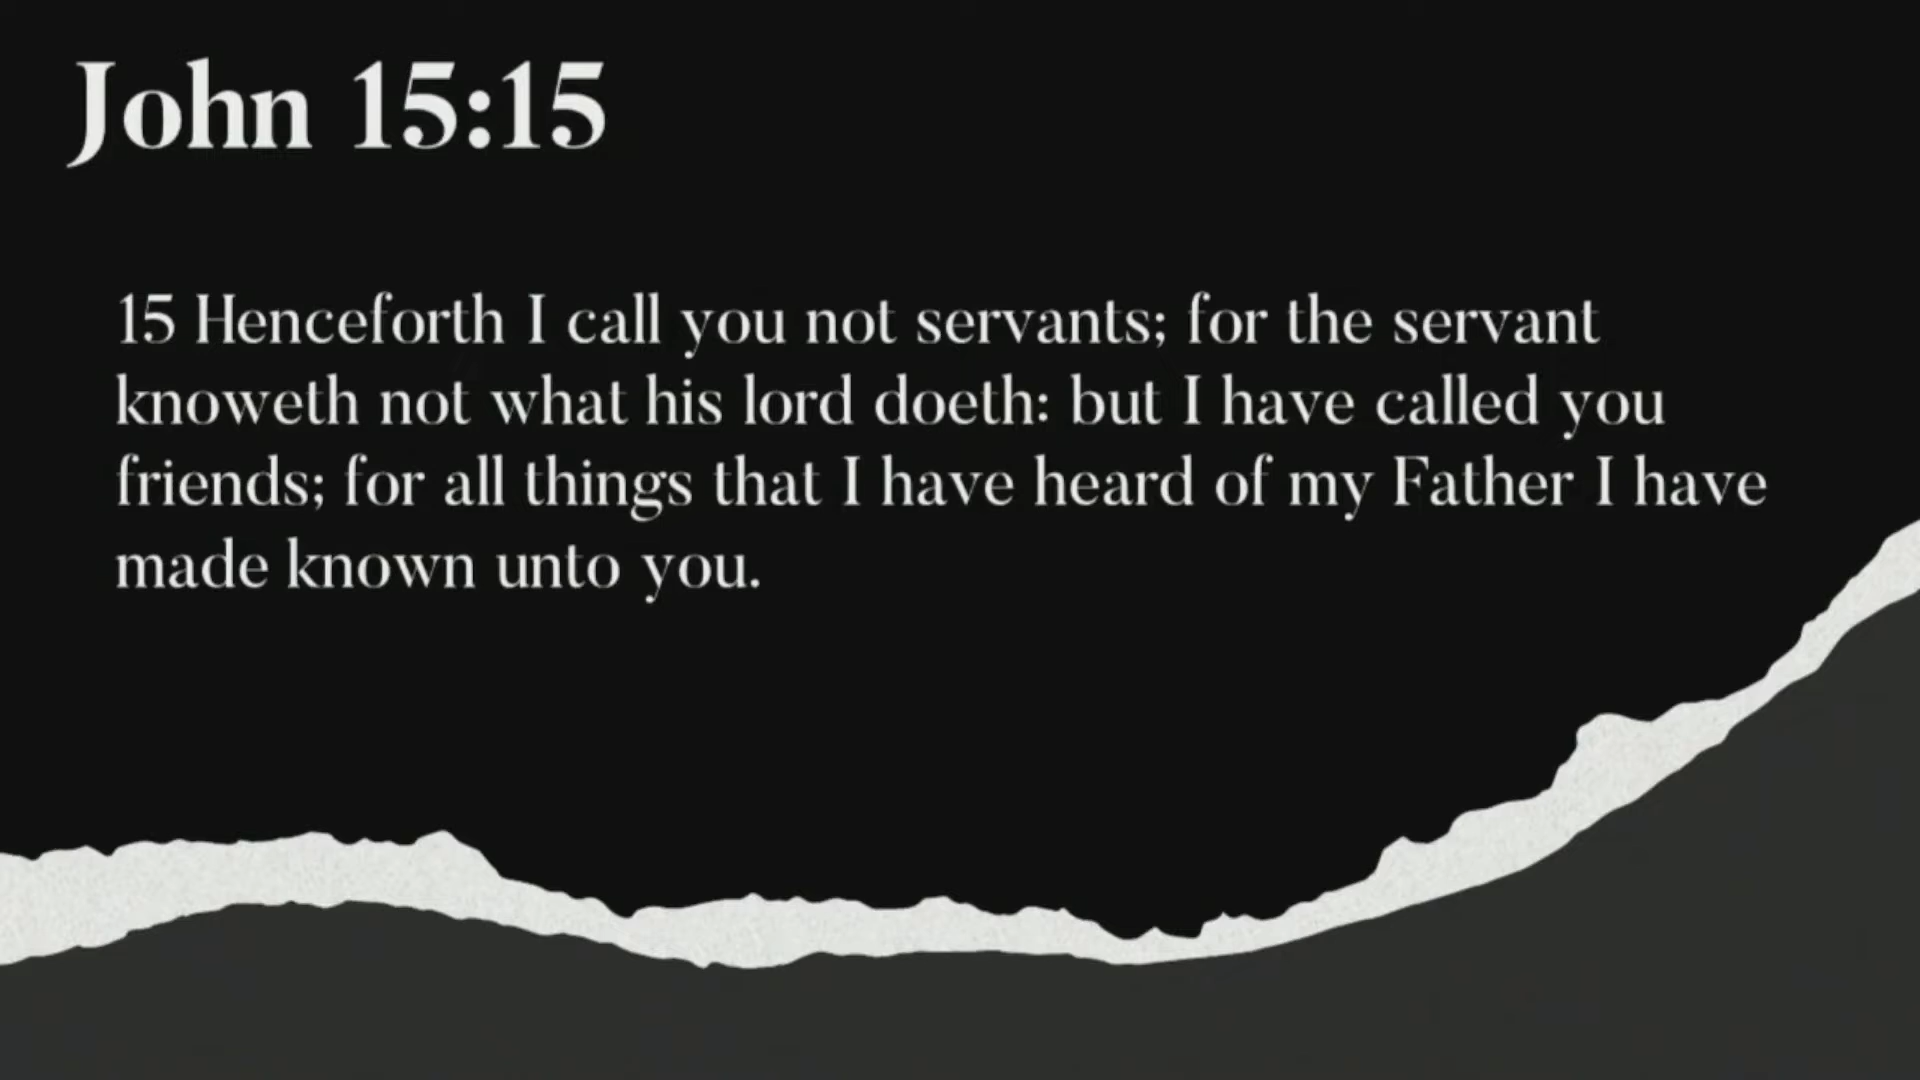 John 15:15
15 Henceforth I call you not servants; for the servant
knoweth not what his lord doeth: but I have called you
friends; for all things that I have heard of my Father I have
made known unto you.